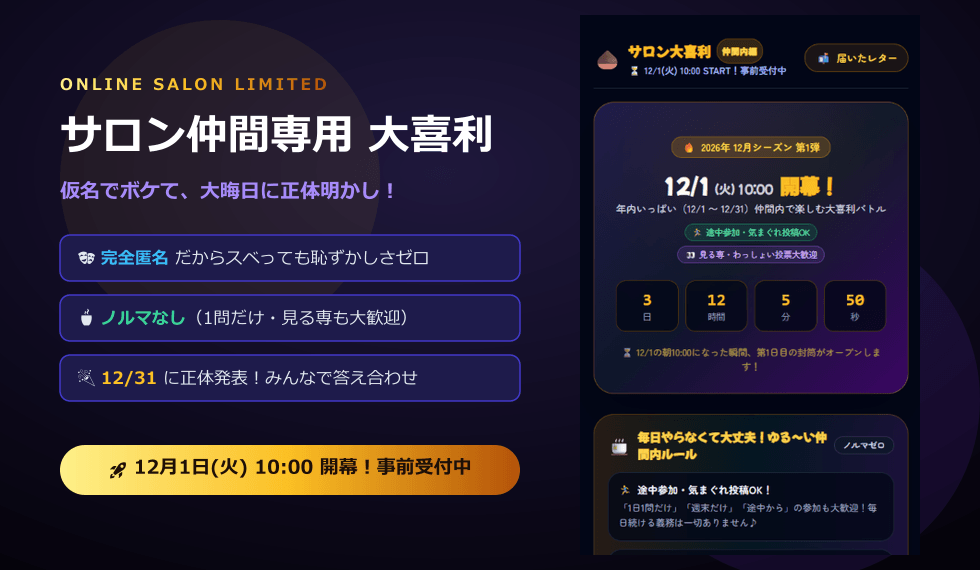 ONLINE SALON LIMITED
サロン仲間専用 大喜利
仮名でボケて、大晦日に正体明かし！
完全匿名 だからスベっても恥ずかしさゼロ
ノルマなし（1問だけ・見る専も大歓迎）
12/31 に正体発表！みんなで答え合わせ
12月1日(火) 10:00 開幕！事前受付中
サロン大喜利 仲間内編
12/1(火) 10:00 START！事前受付中
届いたレター
2026年 12月シーズン 第1弾
12/1 (火) 10:00 開幕！
年内いっぱい（12/1 〜 12/31）仲間内で楽しむ大喜利バトル
途中参加・気まぐれ投稿OK
見る専・わっしょい投票大歓迎
3 12 5 50
日 時間 分 秒
12/1の朝10:00になった瞬間、第1日目の封筒がオープンしま
す！
毎日やらなくて大丈夫！ゆる〜い仲
間内ルール
ノルマゼロ
途中参加・気まぐれ投稿OK！
「1日1問だけ」「週末だけ」「途中から」の参加も大歓迎！毎
日続ける義務は一切ありません♪